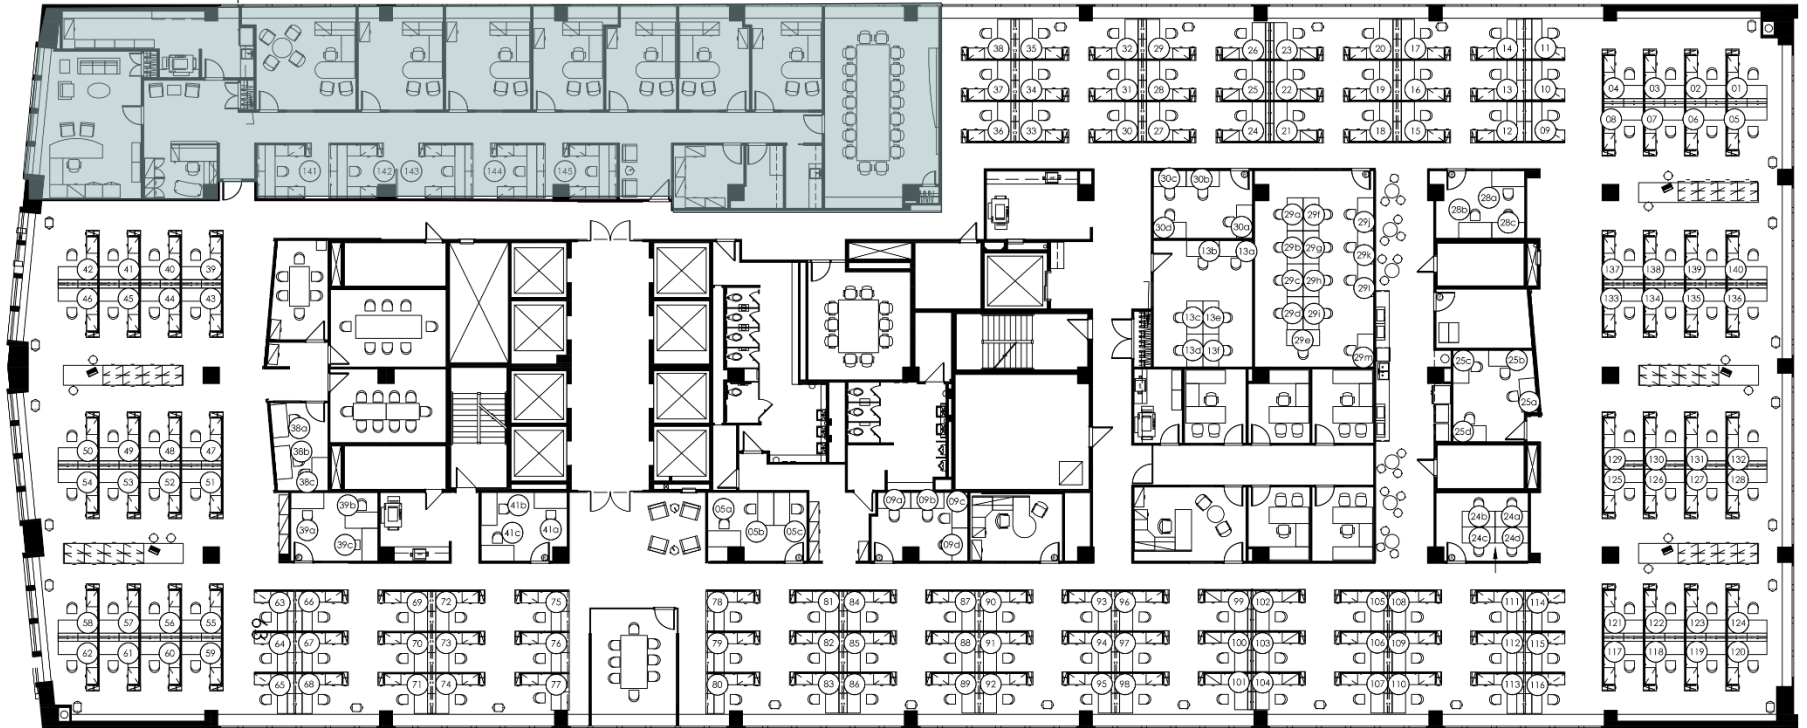 38 35 32 29 26 23 20 17 14 11
37 34 31 28 25 22 19 16 13 10
36 33 30 27 24 21 18 15 12 09
04 03 02 01
08 07 06 05
141 142 143 144 145
30c 30b
30d 30a
13b 13a
13c 13e
13d 13f
29a 29f
29j
29b 29g
29k
29c 29h
29l
29d 29i
29e
29m
28a
28b
28c
42 41 40 39
46 45 44 43
137 138 139 140
133 134 135 136
25c 25b
25a
25d
38a
38b
38c
50 49 48 47
54 53 52 51
129 130 131 132
125 126 127 128
39b
39a
39c
41b
41c 41a
05a
05b 05c
09a 09b 09c
09d
24b 24a
24c 24d
58 57 56 55
62 61 60 59
63 66 69 72 75 78 81 84 87 90 93 96 99 102 105 108 111 114
64 67 70 73 76 79 82 85 88 91 94 97 100 103 106 109 112 115
65 68 71 74 77 80 83 86 89 92 95 98 101 104 107 110 113 116
121 122 123 124
117 118 119 120